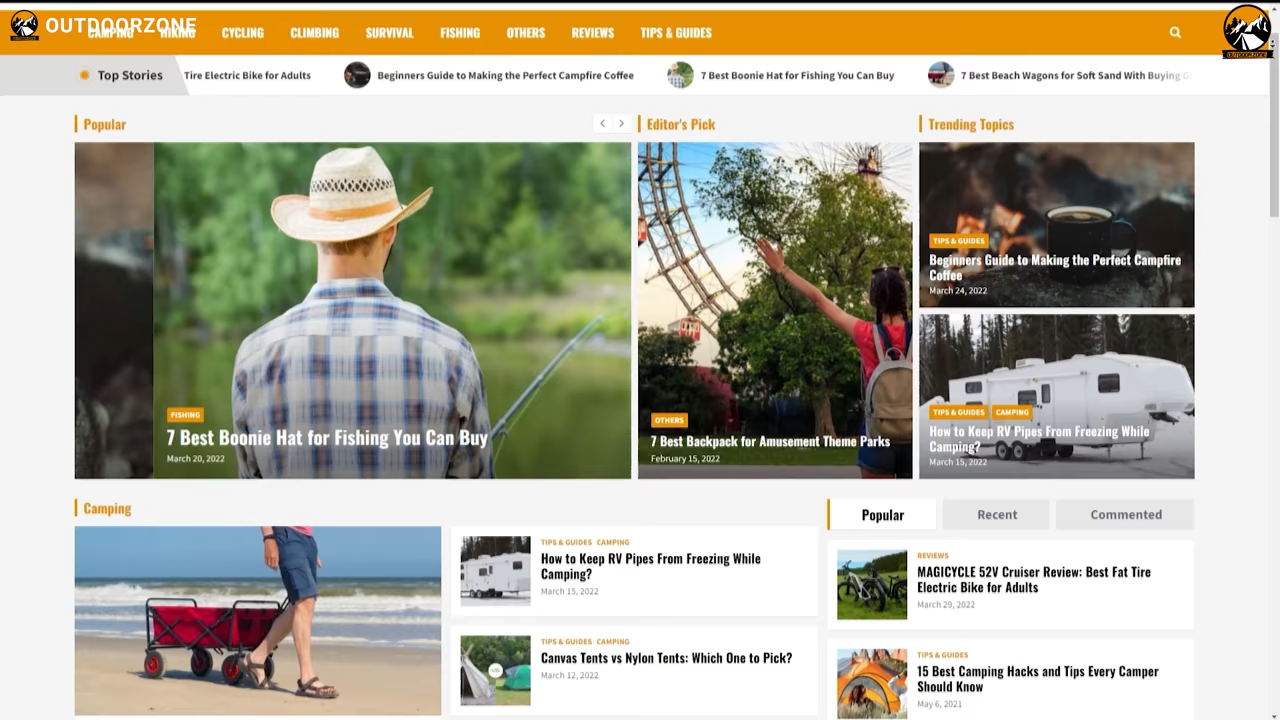 OUTDOORZONE
CAMPING HIKING CYCLING CLIMBING SURVIVAL FISHING OTHERS REVIEWS TIPS & GUIDES
OUTDOORZONE
Top Stories Tire Electric Bike for Adults Beginners Guide to Making the Perfect Campfire Coffee 7 Best Boonie Hat for Fishing You Can Buy 7 Best Beach Wagons for Soft Sand With Buying
Popular
FISHING
7 Best Boonie Hat for Fishing You Can Buy
March 20, 2022
Editor's Pick
OTHERS
7 Best Backpack for Amusement Theme Parks
February 15, 2022
Trending Topics
TIPS & GUIDES
Beginners Guide to Making the Perfect Campfire
Coffee
March 24, 2022
TIPS & GUIDES CAMPING
How to Keep RV Pipes From Freezing While
Camping?
March 15, 2022
Camping
TIPS & GUIDES CAMPING
How to Keep RV Pipes From Freezing While
Camping?
March 15, 2022
TIPS & GUIDES CAMPING
Canvas Tents vs Nylon Tents: Which One to Pick?
March 12, 2022
Popular Recent Commented
REVIEWS
MAGICYCLE 52V Cruiser Review: Best Fat Tire
Electric Bike for Adults
March 29, 2022
TIPS & GUIDES
15 Best Camping Hacks and Tips Every Camper
Should Know
May 6, 2021